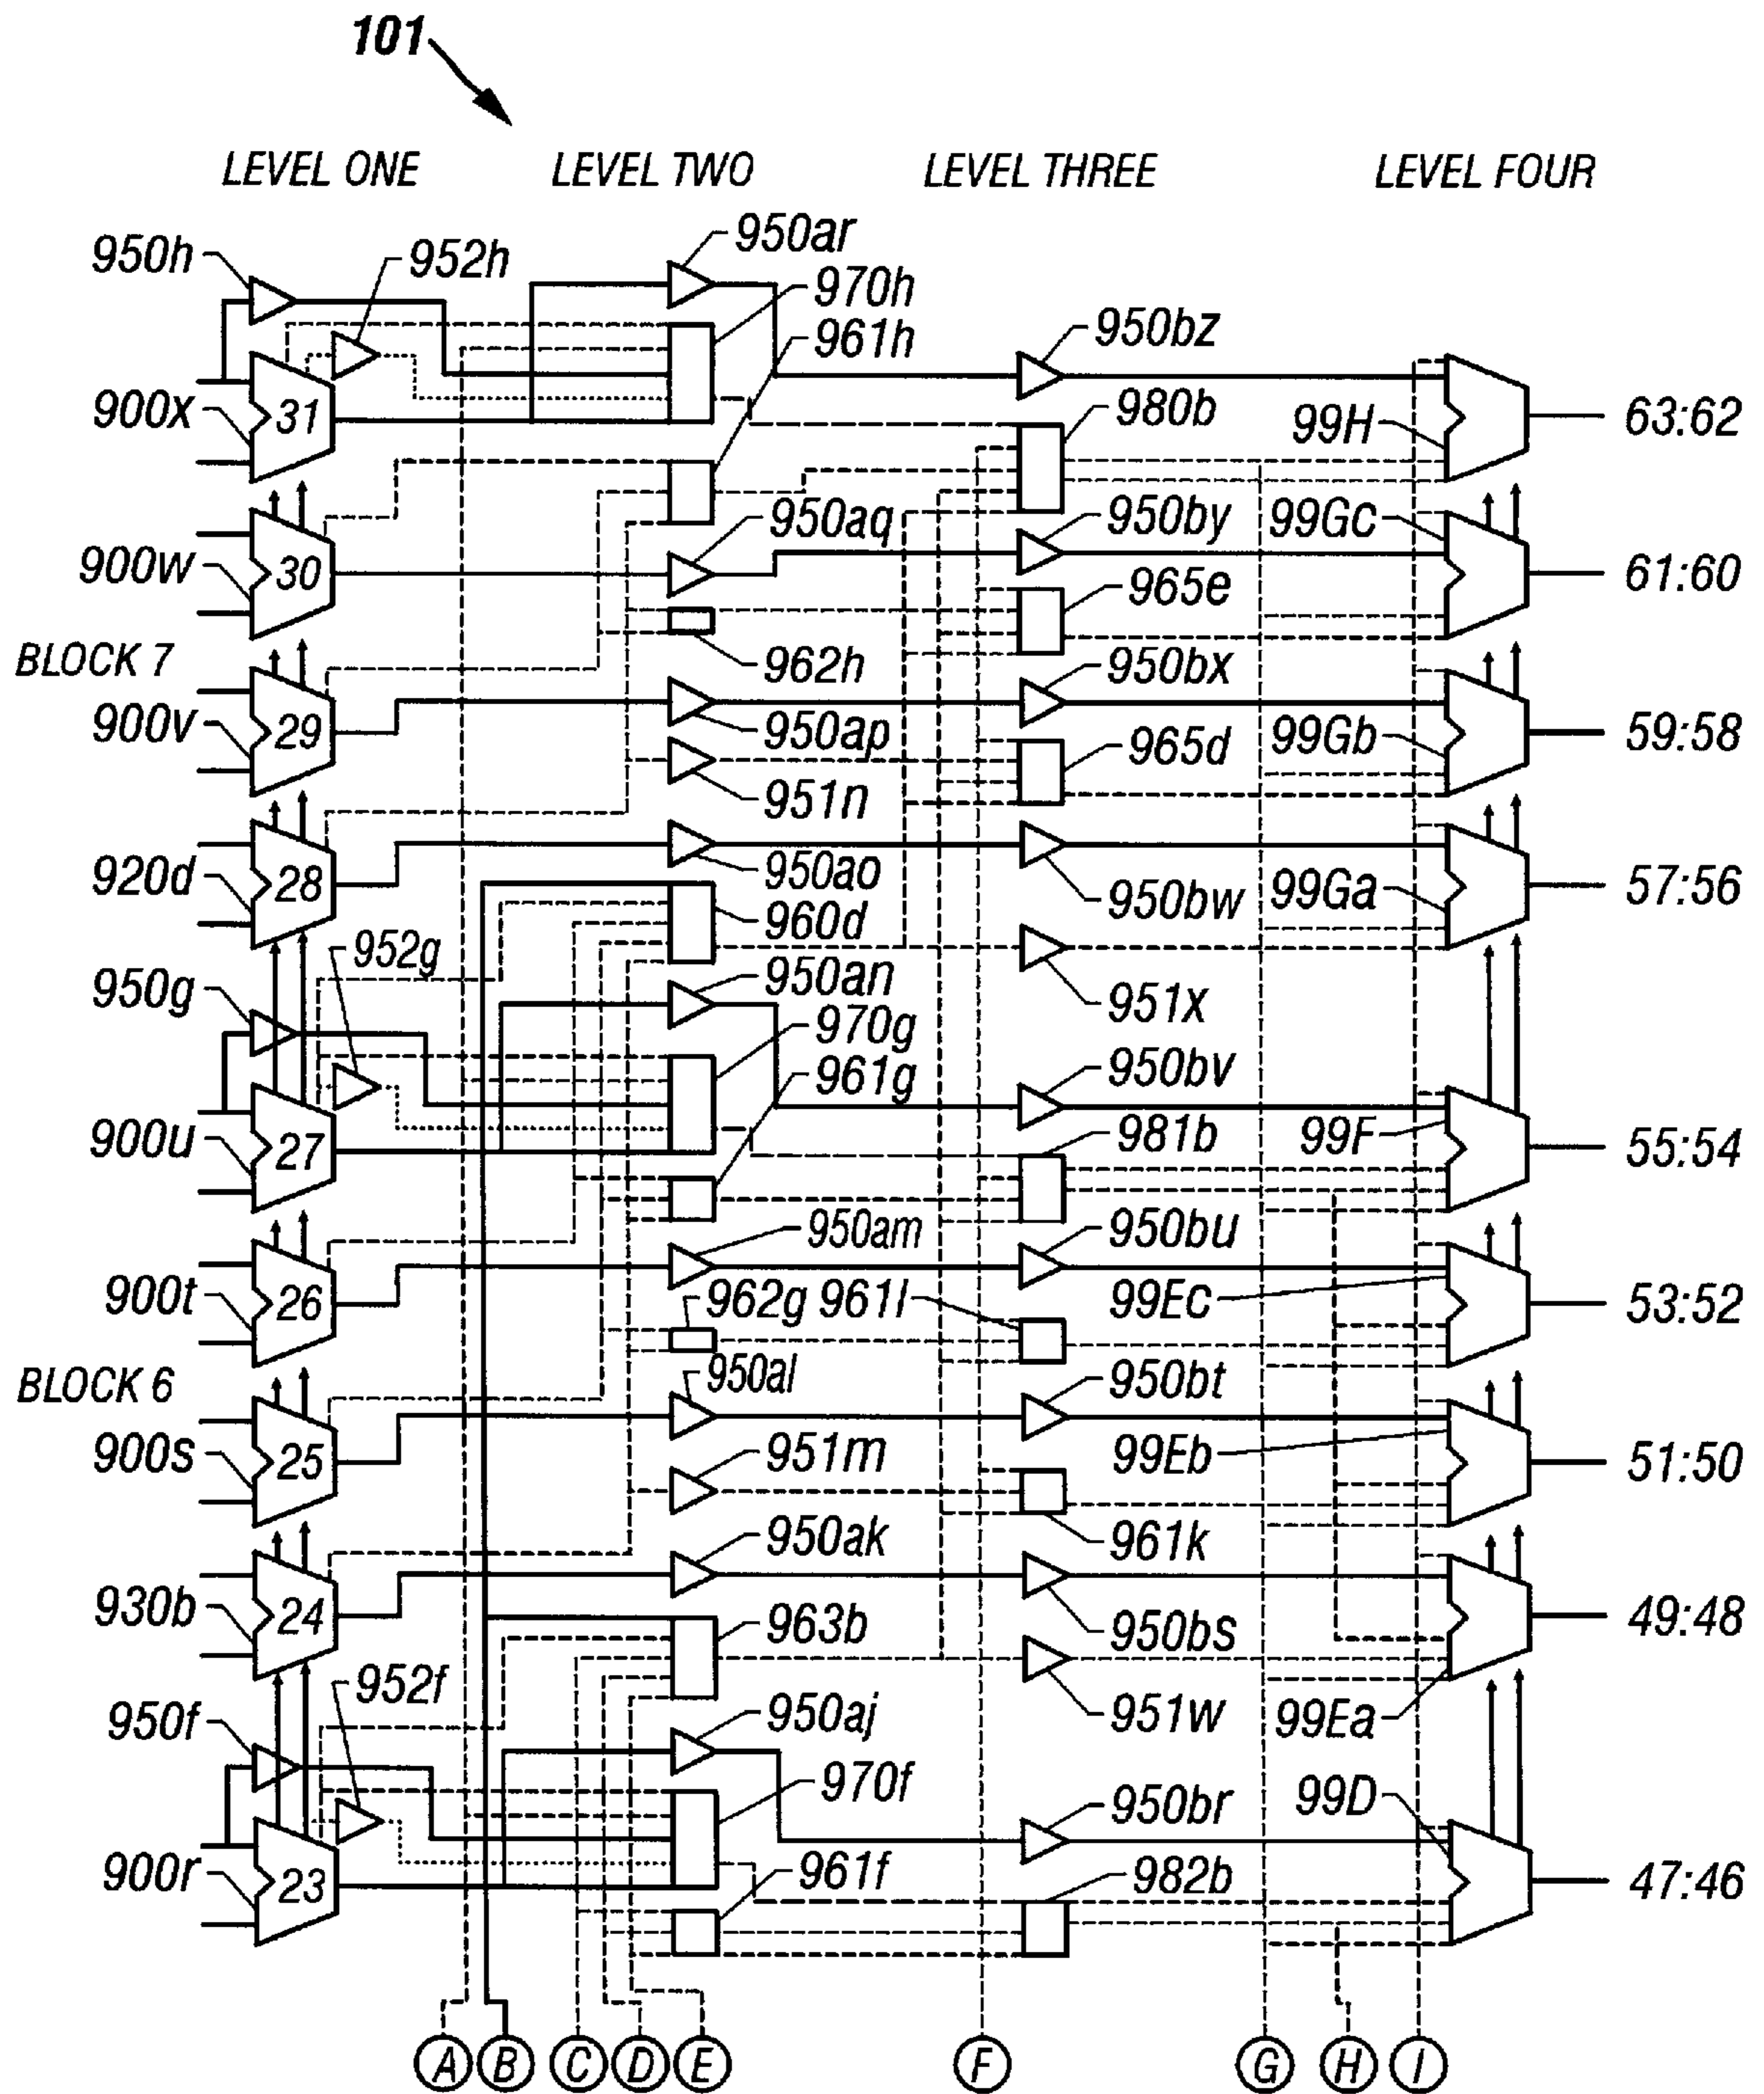 101
LEVEL ONE LEVEL TWO LEVEL THREE LEVEL FOUR
950h 952h 950ar 970h 961h 950bz
900x 31 980b 99H 63:62
950aq 950by 99Gc
900w 30 965e 61:60
BLOCK 7 962h 950bx
900v 29 950ap 965d 99Gb 59:58
951n
920d 28 950ao 950bw 99Ga 57:56
960d
952g 950an 951x
950g 970g 961g 950bv
900u 27 981b 99F 55:54
950am 950bu
900t 26 962g 961l 99Ec 53:52
BLOCK 6 950al 950bt
900s 25 951m 99Eb 51:50
950ak 961k
930b 24 963b 950bs 49:48
952f 951w 99Ea
950f 950aj
970f 950br 99D
900r 23 961f 982b 47:46
A B C D E F G H I